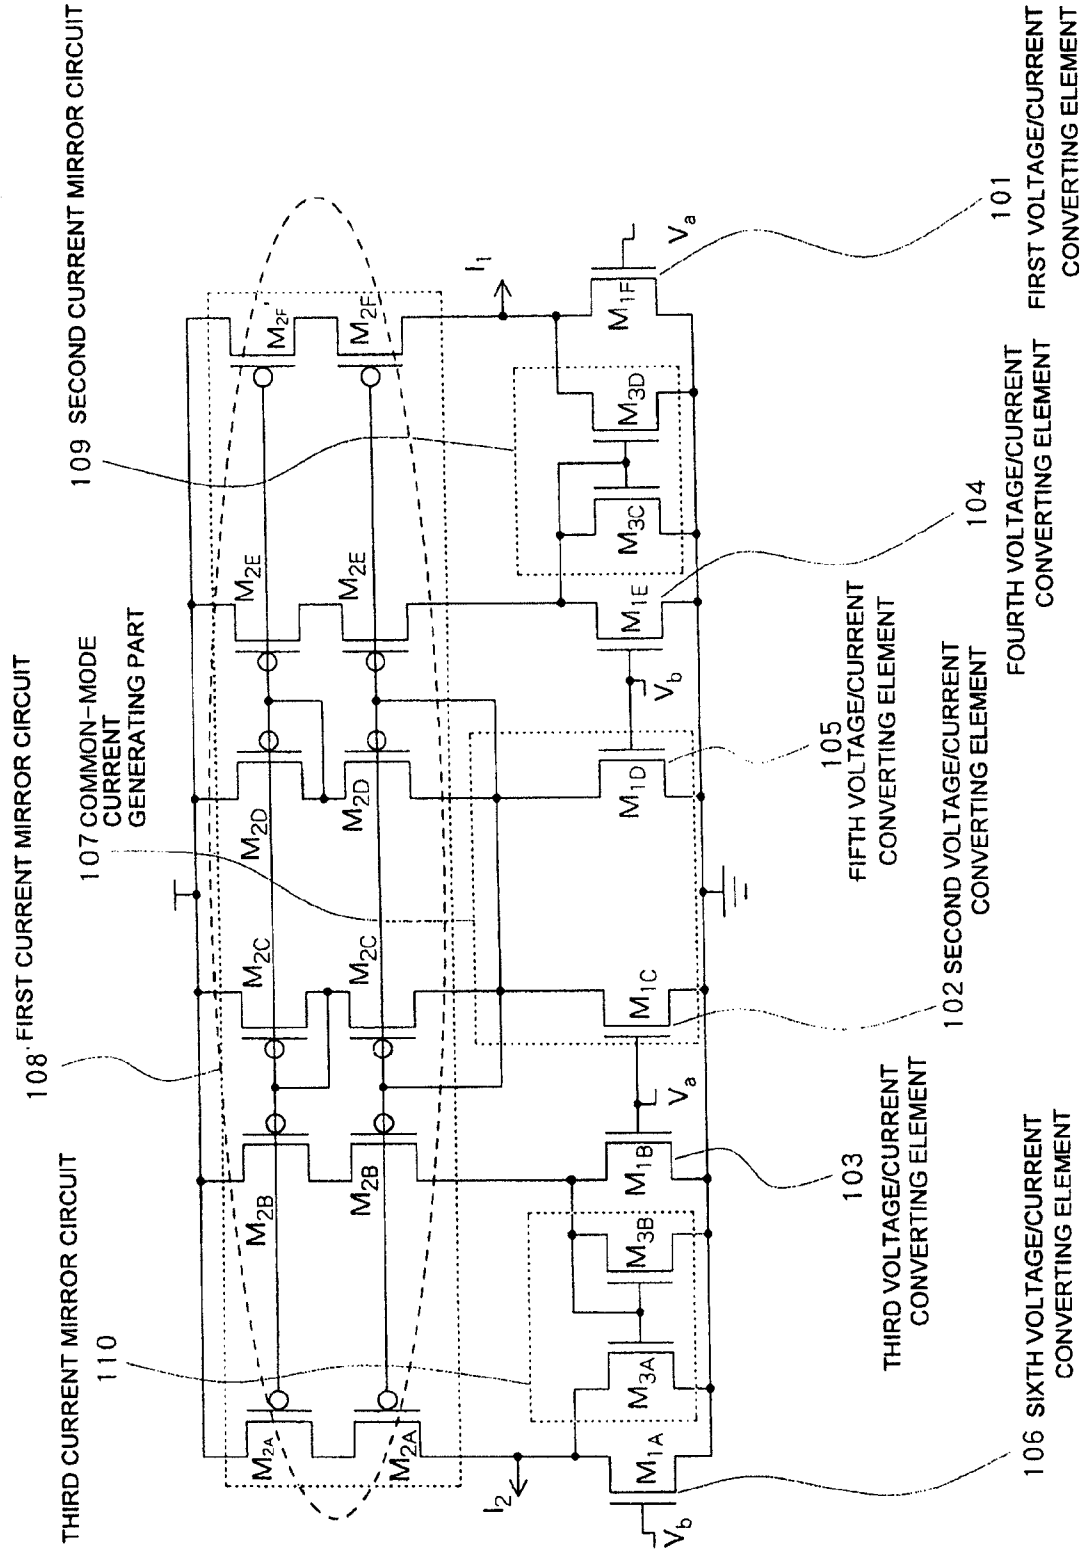 THIRD CURRENT MIRROR CIRCUIT
110
108
FIRST CURRENT MIRROR CIRCUIT
107 COMMON-MODE
CURRENT
GENERATING PART
109 SECOND CURRENT MIRROR CIRCUIT
M2A
M2B
M2C
M2D
M2E
M2F
M2A
M2B
M2C
M2D
M2E
M2F
I2
I1
M3A
M3B
M3C
M3D
M1A
M1B
M1C
M1D
M1E
M1F
Vb
Va
Vb
Va
106 SIXTH VOLTAGE/CURRENT
CONVERTING ELEMENT
103
THIRD VOLTAGE/CURRENT
CONVERTING ELEMENT
102 SECOND VOLTAGE/CURRENT
CONVERTING ELEMENT
105
FIFTH VOLTAGE/CURRENT
CONVERTING ELEMENT
104
FOURTH VOLTAGE/CURRENT
CONVERTING ELEMENT
101
FIRST VOLTAGE/CURRENT
CONVERTING ELEMENT